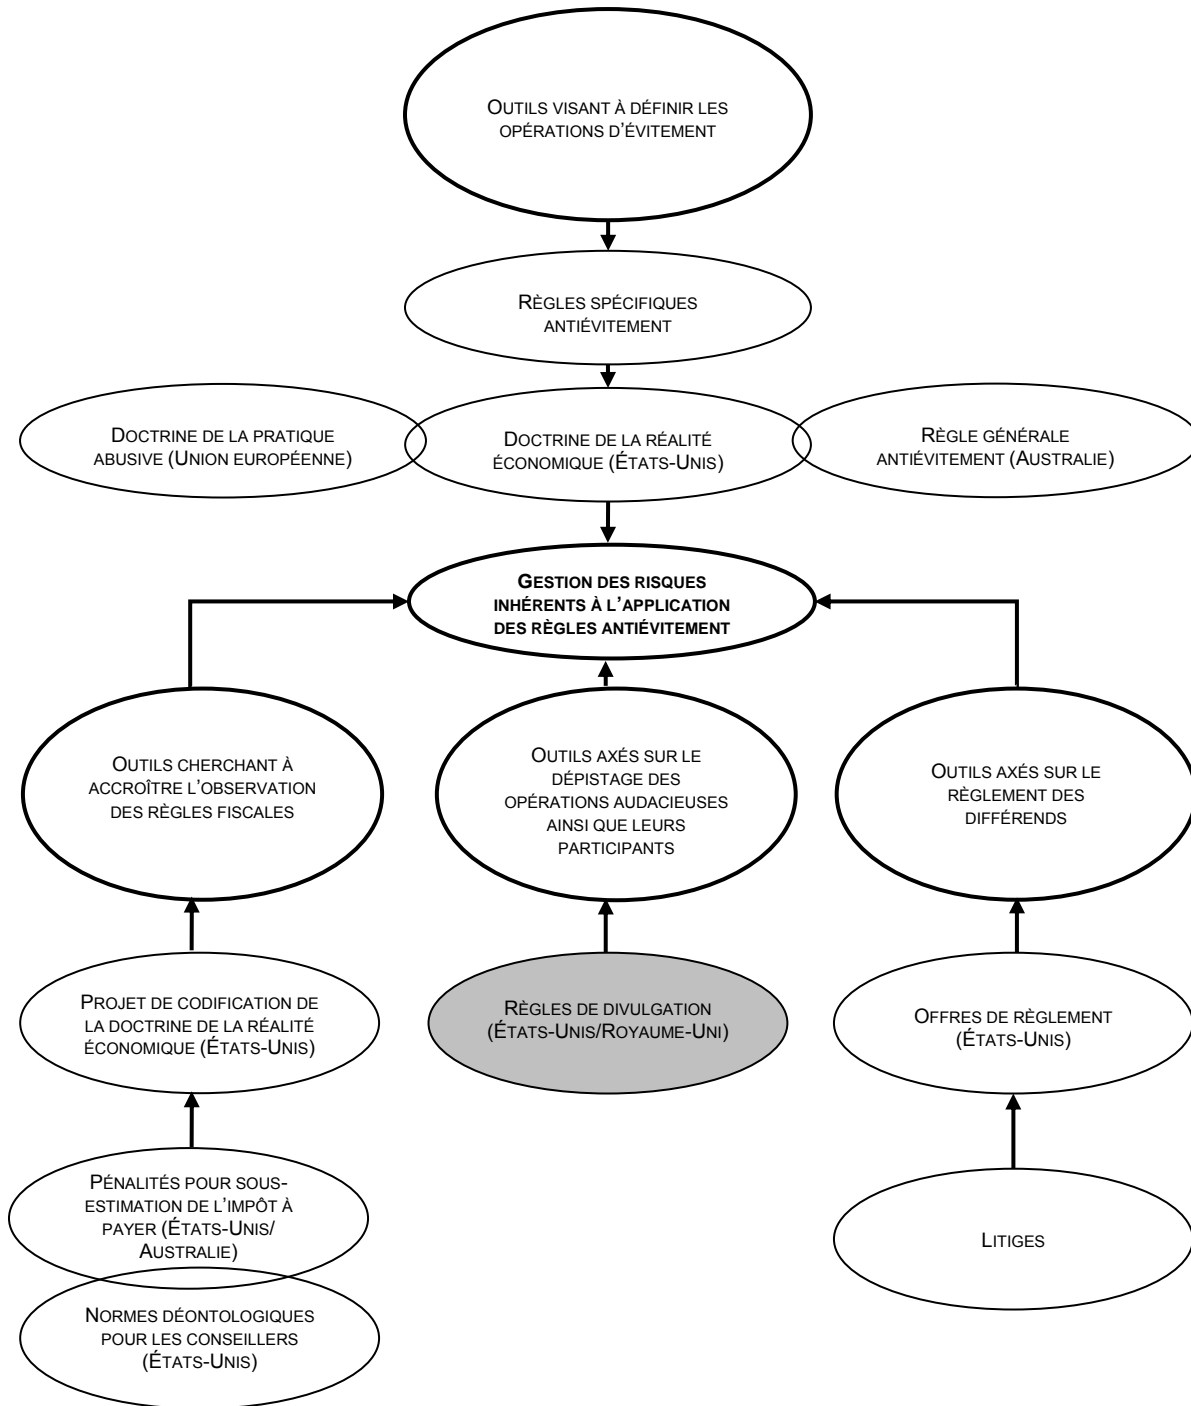 OUTILS VISANT À DÉFINIR LES
OPÉRATIONS D'ÉVITEMENT
RÈGLES SPÉCIFIQUES
ANTIÉVITEMENT
DOCTRINE DE LA PRATIQUE
ABUSIVE (UNION EUROPÉENNE)
DOCTRINE DE LA RÉALITÉ
ÉCONOMIQUE (ÉTATS-UNIS)
RÈGLE GÉNÉRALE
ANTIÉVITEMENT (AUSTRALIE)
GESTION DES RISQUES
INHÉRENTS À L'APPLICATION
DES RÈGLES ANTIÉVITEMENT
OUTILS CHERCHANT À
ACCROÎTRE L'OBSERVATION
DES RÈGLES FISCALES
OUTILS AXÉS SUR LE
DÉPISTAGE DES
OPÉRATIONS AUDACIEUSES
AINSI QUE LEURS
PARTICIPANTS
OUTILS AXÉS SUR LE
RÈGLEMENT DES
DIFFÉRENDS
PROJET DE CODIFICATION DE
LA DOCTRINE DE LA RÉALITÉ
ÉCONOMIQUE (ÉTATS-UNIS)
RÈGLES DE DIVULGATION
(ÉTATS-UNIS/ROYAUME-UNI)
OFFRES DE RÈGLEMENT
(ÉTATS-UNIS)
PÉNALITÉS POUR SOUS-
ESTIMATION DE L'IMPÔT À
PAYER (ÉTATS-UNIS/
AUSTRALIE)
LITIGES
NORMES DÉONTOLOGIQUES
POUR LES CONSEILLERS
(ÉTATS-UNIS)